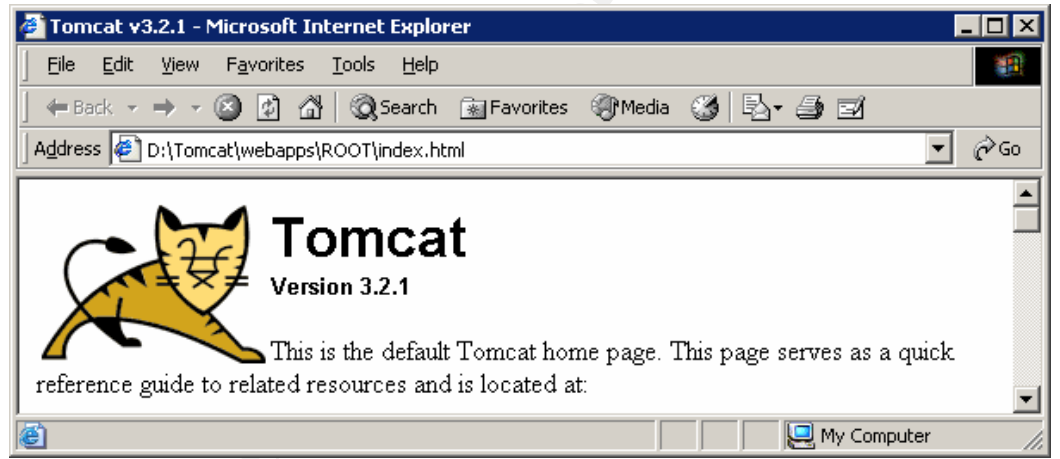 Tomcat v3.2.1 - Microsoft Internet Explorer
File Edit View Favorites Tools Help
Back Search Favorites Media
Address D:\Tomcat\webapps\ROOT\index.html Go
Tomcat
Version 3.2.1
This is the default Tomcat home page. This page serves as a quick
reference guide to related resources and is located at:
My Computer